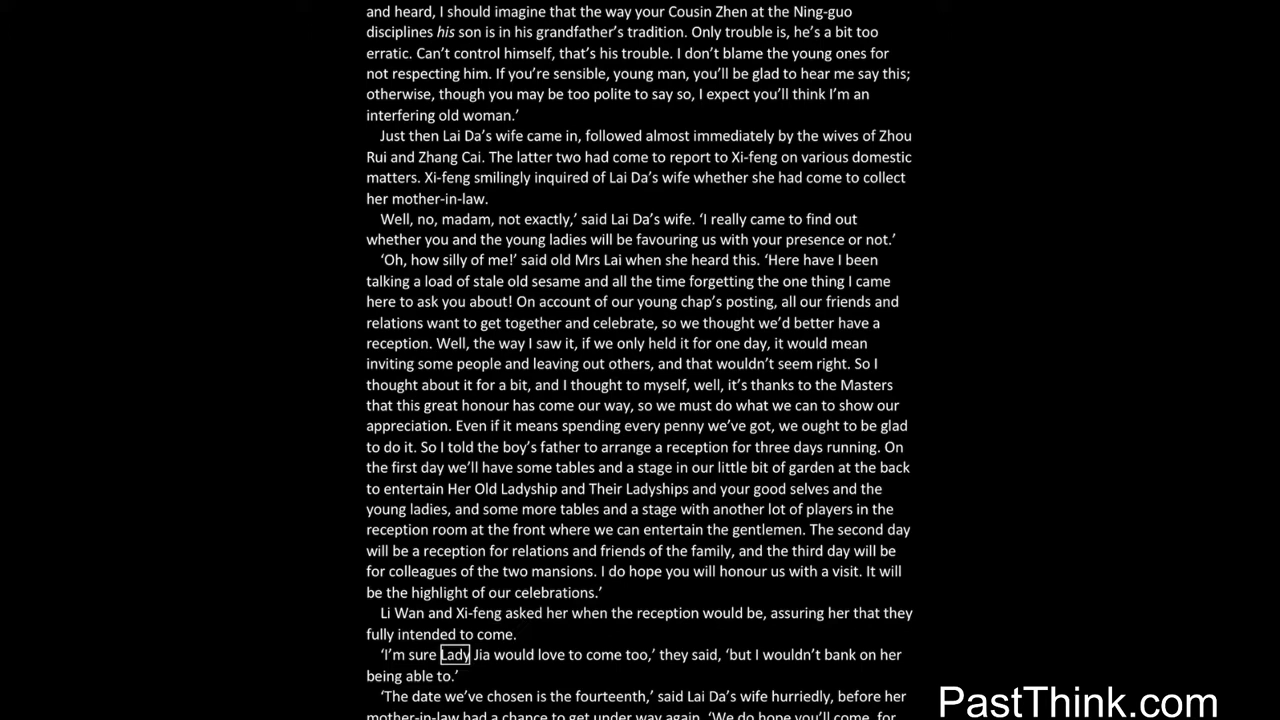 and heard, I should imagine that the way your Cousin Zhen at the Ning-guo
disciplines his son is in his grandfather’s tradition. Only trouble is, he’s a bit too
erratic. Can’t control himself, that’s his trouble. I don’t blame the young ones for
not respecting him. If you’re sensible, young man, you’ll be glad to hear me say this;
otherwise, though you may be too polite to say so, I expect you’ll think I’m an
interfering old woman.’
Just then Lai Da’s wife came in, followed almost immediately by the wives of Zhou
Rui and Zhang Cai. The latter two had come to report to Xi-feng on various domestic
matters. Xi-feng smilingly inquired of Lai Da’s wife whether she had come to collect
her mother-in-law.
Well, no, madam, not exactly,’ said Lai Da’s wife. ‘I really came to find out
whether you and the young ladies will be favouring us with your presence or not.’
‘Oh, how silly of me!’ said old Mrs Lai when she heard this. ‘Here have I been
talking a load of stale old sesame and all the time forgetting the one thing I came
here to ask you about! On account of our young chap’s posting, all our friends and
relations want to get together and celebrate, so we thought we’d better have a
reception. Well, the way I saw it, if we only held it for one day, it would mean
inviting some people and leaving out others, and that wouldn’t seem right. So I
thought about it for a bit, and I thought to myself, well, it’s thanks to the Masters
that this great honour has come our way, so we must do what we can to show our
appreciation. Even if it means spending every penny we’ve got, we ought to be glad
to do it. So I told the boy’s father to arrange a reception for three days running. On
the first day we’ll have some tables and a stage in our little bit of garden at the back
to entertain Her Old Ladyship and Their Ladyships and your good selves and the
young ladies, and some more tables and a stage with another lot of players in the
reception room at the front where we can entertain the gentlemen. The second day
will be a reception for relations and friends of the family, and the third day will be
for colleagues of the two mansions. I do hope you will honour us with a visit. It will
be the highlight of our celebrations.’
Li Wan and Xi-feng asked her when the reception would be, assuring her that they
fully intended to come.
‘I’m sure Lady Jia would love to come too,’ they said, ‘but I wouldn’t bank on her
being able to.’
‘The date we’ve chosen is the fourteenth,’ said Lai Da’s wife hurriedly, before her
mother-in-law had a chance to get under way again. ‘We do hope you’ll come, for
PastThink.com